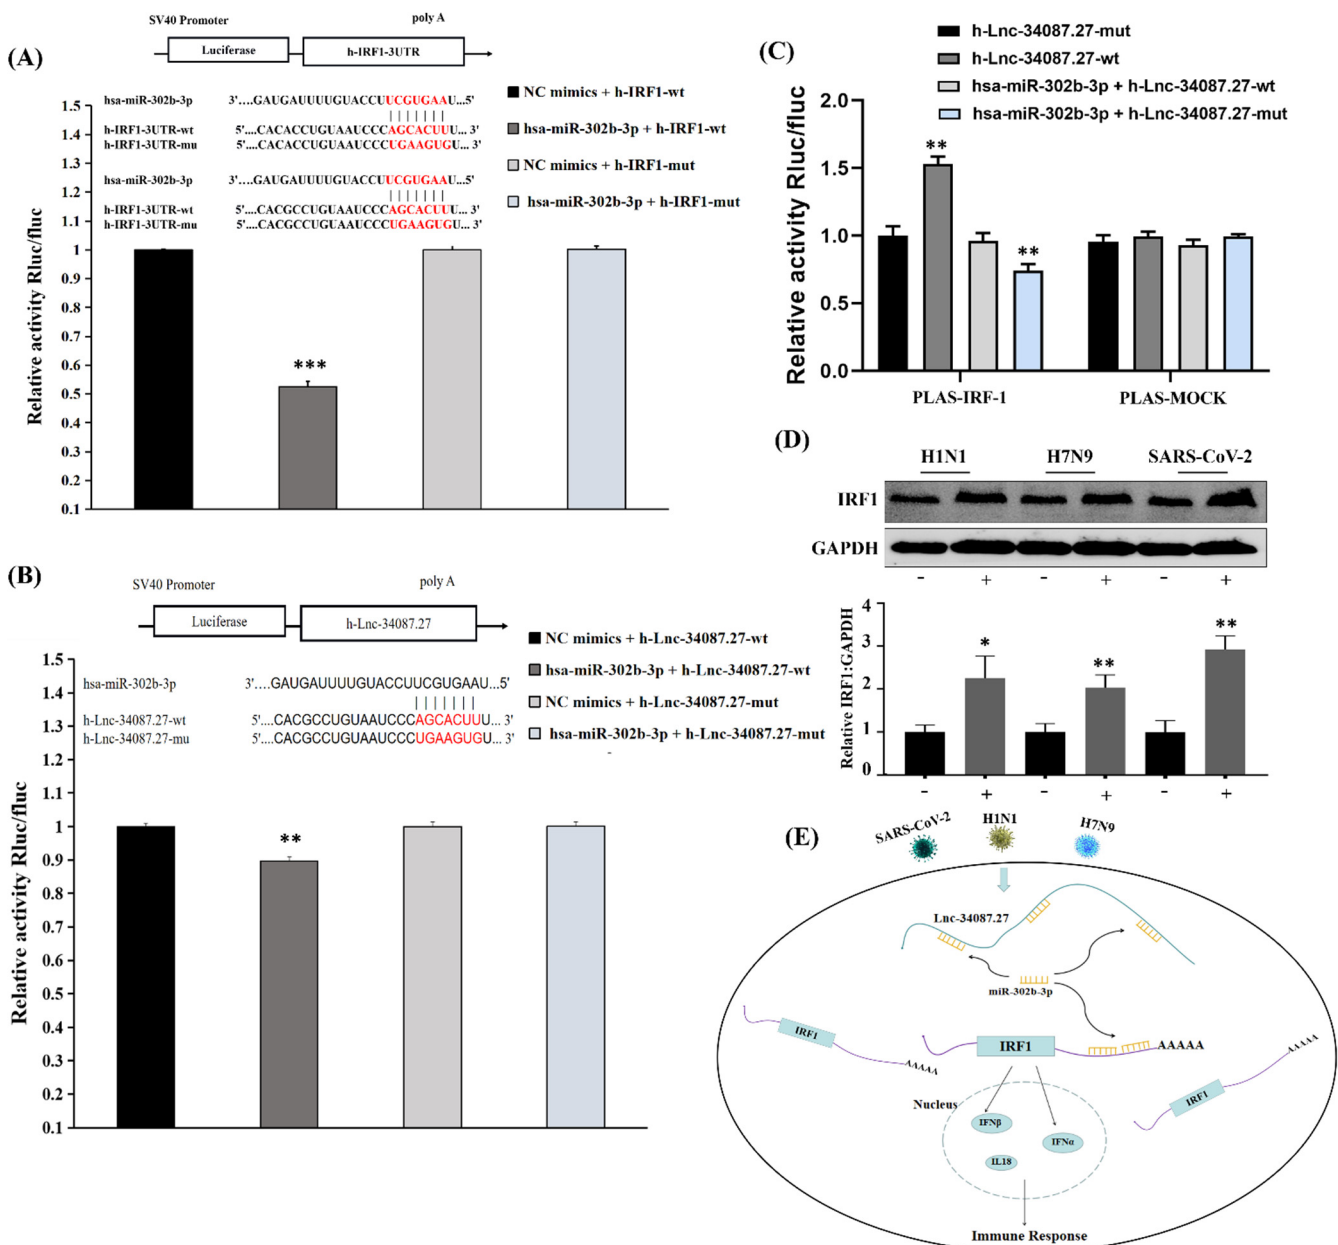 (A)
SV40 Promoter
poly A
Luciferase
h-IRF1-3UTR
hsa-miR-302b-3p 3'....GAUGAUUUUGUACCUUCGUGAAU...5'
h-IRF1-3UTR-wt 5'....CACACCUGUAAUCCCAGCACUUU... 3'
h-IRF1-3UTR-mu 5'....CACACCUGUAAUCCCUGAAGUGU... 3'
hsa-miR-302b-3p 3'....GAUGAUUUUGUACCUUCGUGAAU...5'
h-IRF1-3UTR-wt 5'....CACGCCUGUAAUCCCAGCACUUU... 3'
h-IRF1-3UTR-mu 5'....CACGCCUGUAAUCCCUGAAGUGU... 3'
NC mimics + h-IRF1-wt
hsa-miR-302b-3p + h-IRF1-wt
NC mimics + h-IRF1-mut
hsa-miR-302b-3p + h-IRF1-mut
Relative activity Rluc/fluc
1.5
1.4
1.3
1.2
1.1
1
0.9
0.8
0.7
0.6
0.5
0.4
0.3
0.2
0.1
***
(B)
SV40 Promoter
poly A
Luciferase
h-Lnc-34087.27
hsa-miR-302b-3p 3'....GAUGAUUUUGUACCUUCGUGAAU...5'
h-Lnc-34087.27-wt 5'....CACGCCUGUAAUCCCAGCACUUU... 3'
h-Lnc-34087.27-mu 5'....CACGCCUGUAAUCCCUGAAGUGU... 3'
NC mimics + h-Lnc-34087.27-wt
hsa-miR-302b-3p + h-Lnc-34087.27-wt
NC mimics + h-Lnc-34087.27-mut
hsa-miR-302b-3p + h-Lnc-34087.27-mut
Relative activity Rluc/fluc
1.5
1.4
1.3
1.2
1.1
1
0.9
0.8
0.7
0.6
0.5
0.4
0.3
0.2
0.1
**
(C)
h-Lnc-34087.27-mut
h-Lnc-34087.27-wt
hsa-miR-302b-3p + h-Lnc-34087.27-wt
hsa-miR-302b-3p + h-Lnc-34087.27-mut
Relative activity Rluc/fluc
2.0
1.5
1.0
0.5
0.0
**
**
PLAS-IRF-1
PLAS-MOCK
(D)
H1N1 H7N9 SARS-CoV-2
IRF1
GAPDH
- + - + - +
Relative IRF1:GAPDH
4
3
2
1
0
*
**
**
- + - + - +
(E)
SARS-CoV-2
H1N1
H7N9
Lnc-34087.27
miR-302b-3p
IRF1
AAAAA
IRF1
AAAAA
IRF1
AAAAA
Nucleus
IFNβ
IFNα
IL18
Immune Response